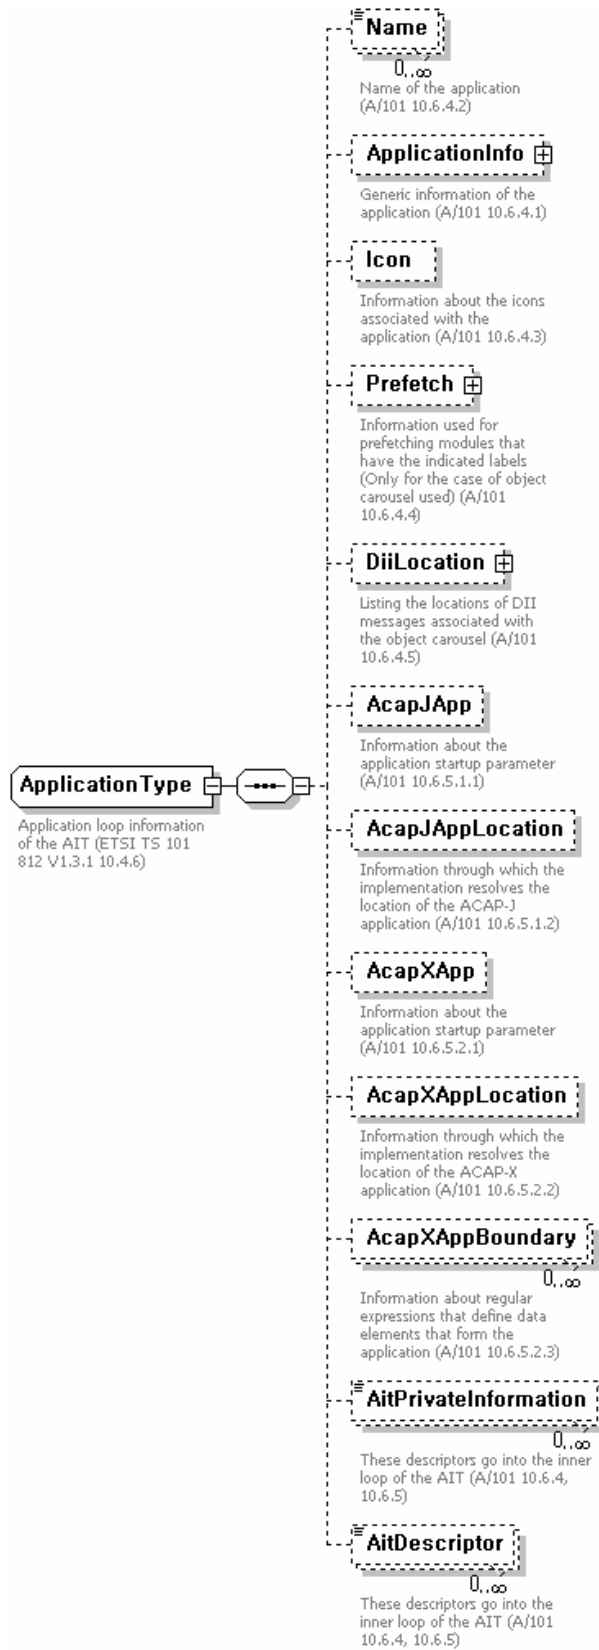 Name
0..∞
Name of the application
(A/101 10.6.4.2)
ApplicationInfo
Generic information of the
application (A/101 10.6.4.1)
Icon
Information about the icons
associated with the
application (A/101 10.6.4.3)
Prefetch
Information used for
prefetching modules that
have the indicated labels
(Only for the case of object
carousel used) (A/101
10.6.4.4)
DiiLocation
Listing the locations of DII
messages associated with
the object carousel (A/101
10.6.4.5)
AcapJApp
Information about the
application startup parameter
(A/101 10.6.5.1.1)
ApplicationType
Application loop information
of the AIT (ETSI TS 101
812 V1.3.1 10.4.6)
AcapJAppLocation
Information through which the
implementation resolves the
location of the ACAP-J
application (A/101 10.6.5.1.2)
AcapXApp
Information about the
application startup parameter
(A/101 10.6.5.2.1)
AcapXAppLocation
Information through which the
implementation resolves the
location of the ACAP-X
application (A/101 10.6.5.2.2)
AcapXAppBoundary
0..∞
Information about regular
expressions that define data
elements that form the
application (A/101 10.6.5.2.3)
AitPrivateInformation
0..∞
These descriptors go into the inner
loop of the AIT (A/101 10.6.4,
10.6.5)
AitDescriptor
0..∞
These descriptors go into the
inner loop of the AIT (A/101
10.6.4, 10.6.5)